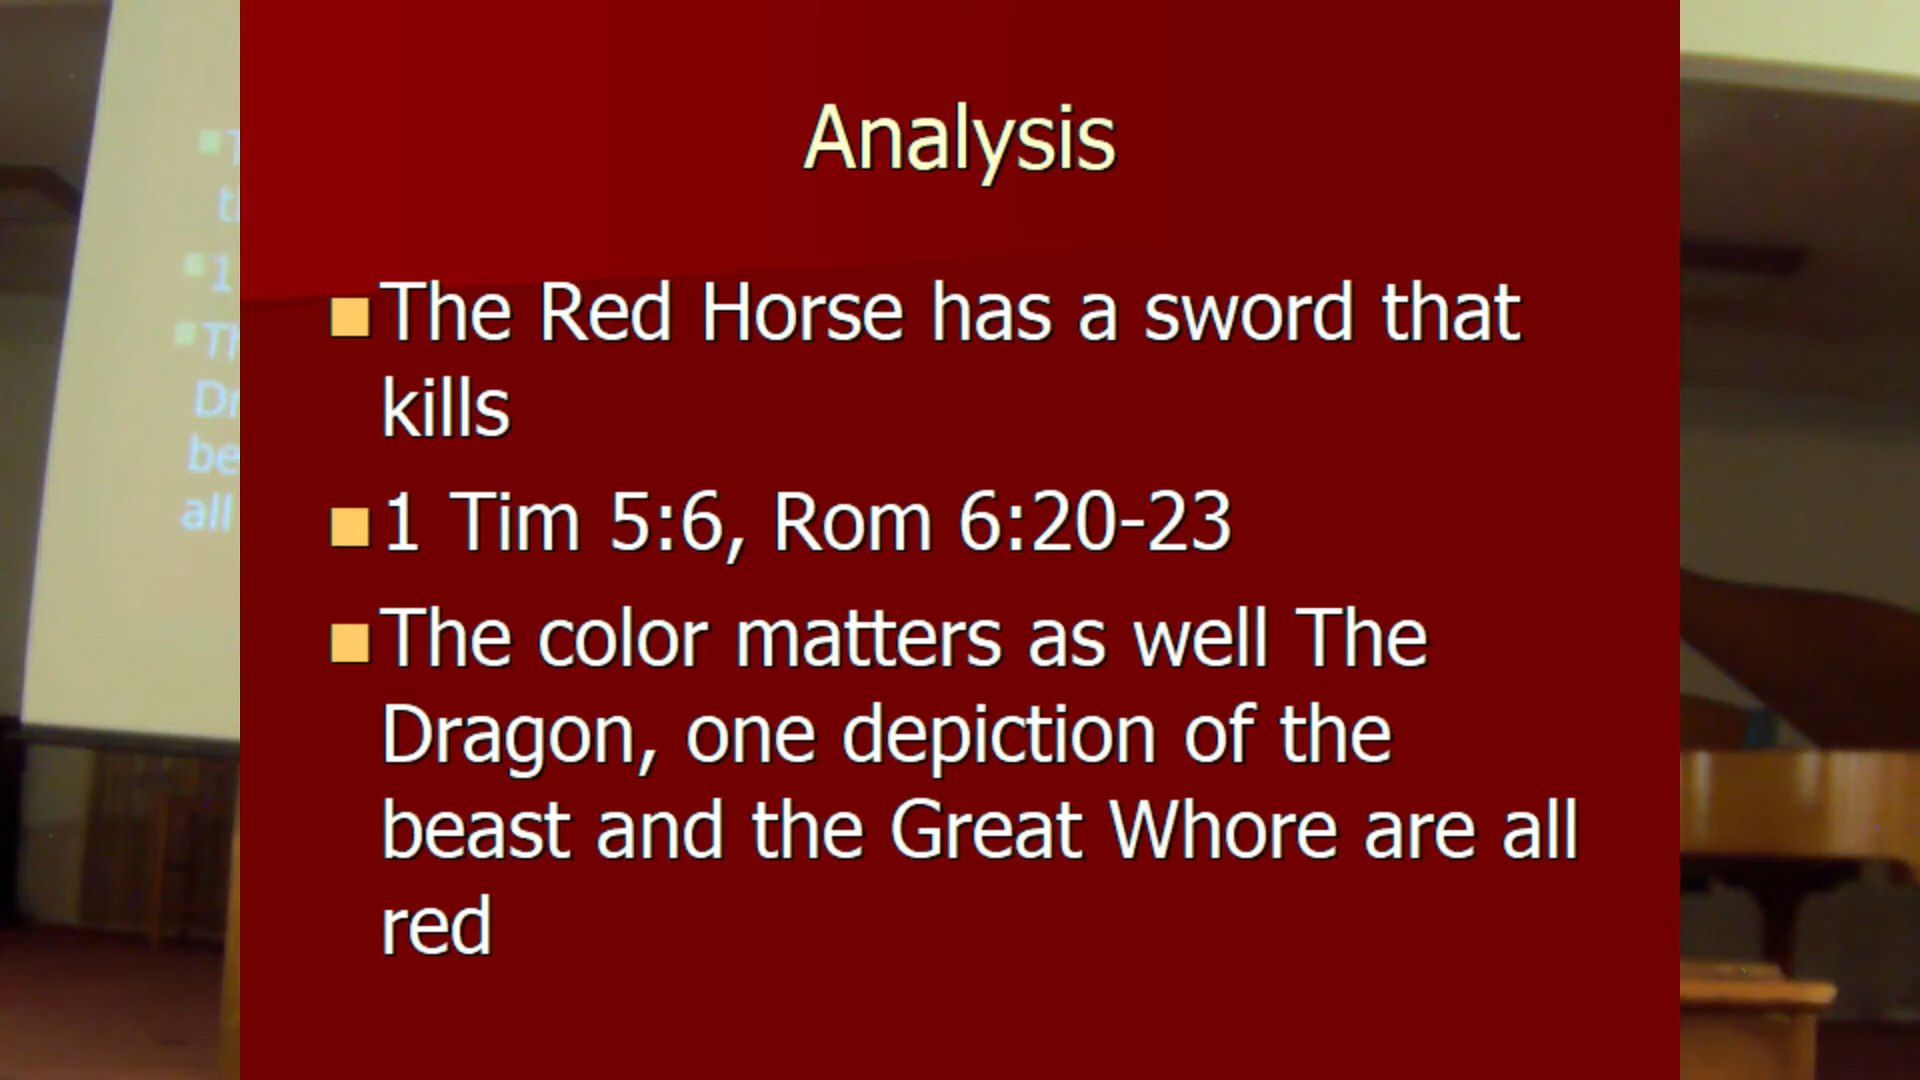 Analysis
The Red Horse has a sword that
kills
1 Tim 5:6, Rom 6:20-23
The color matters as well The
Dragon, one depiction of the
beast and the Great Whore are all
red
all